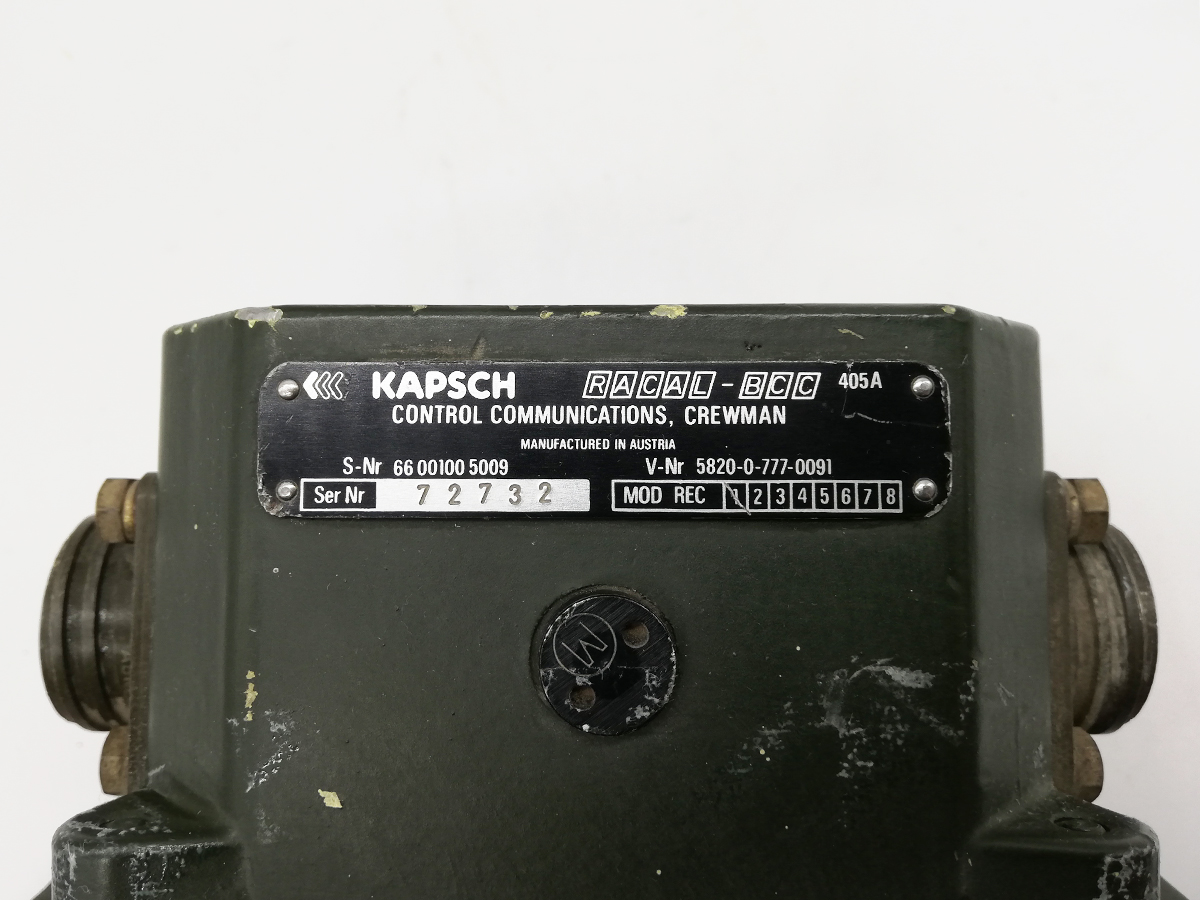 KAPSCH RACAL-BCC 405A
CONTROL COMMUNICATIONS, CREWMAN
MANUFACTURED IN AUSTRIA
S-Nr 66 00100 5009 V-Nr 5820-0-777-0091
Ser Nr 72732 MOD REC 1 2 3 4 5 6 7 8
M